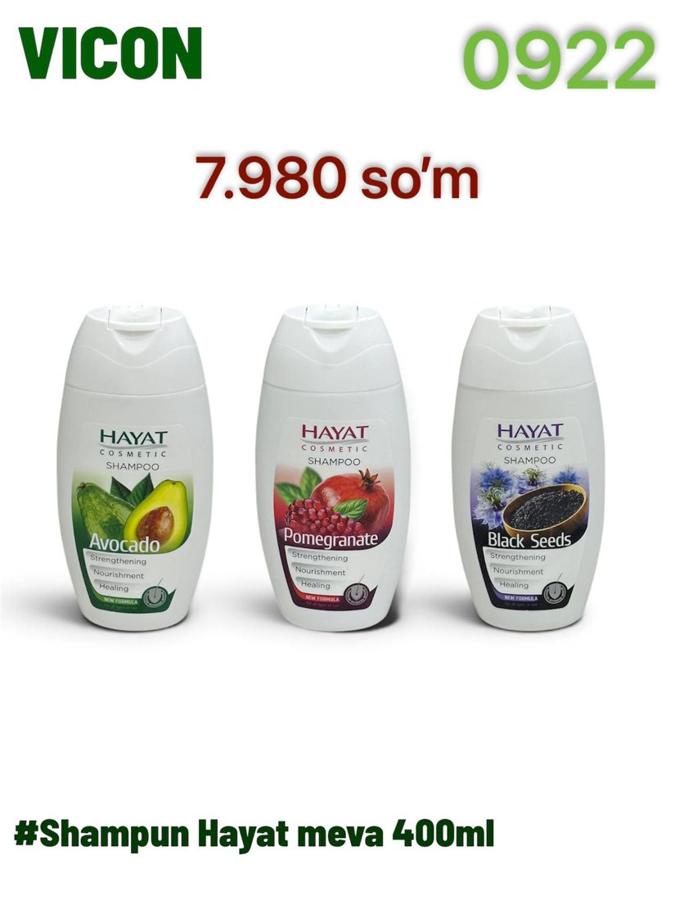 VICON
0922
7.980 so'm
HAYAT
COSMETIC
SHAMPOO
Avocado
Strengthening
Nourishment
Healing
NEW FORMULA
HAYAT
COSMETIC
SHAMPOO
Pomegranate
Strengthening
Nourishment
Healing
NEW FORMULA
HAYAT
COSMETIC
SHAMPOO
Black Seeds
Strengthening
Nourishment
Healing
NEW FORMULA
#Shampun Hayat meva 400ml